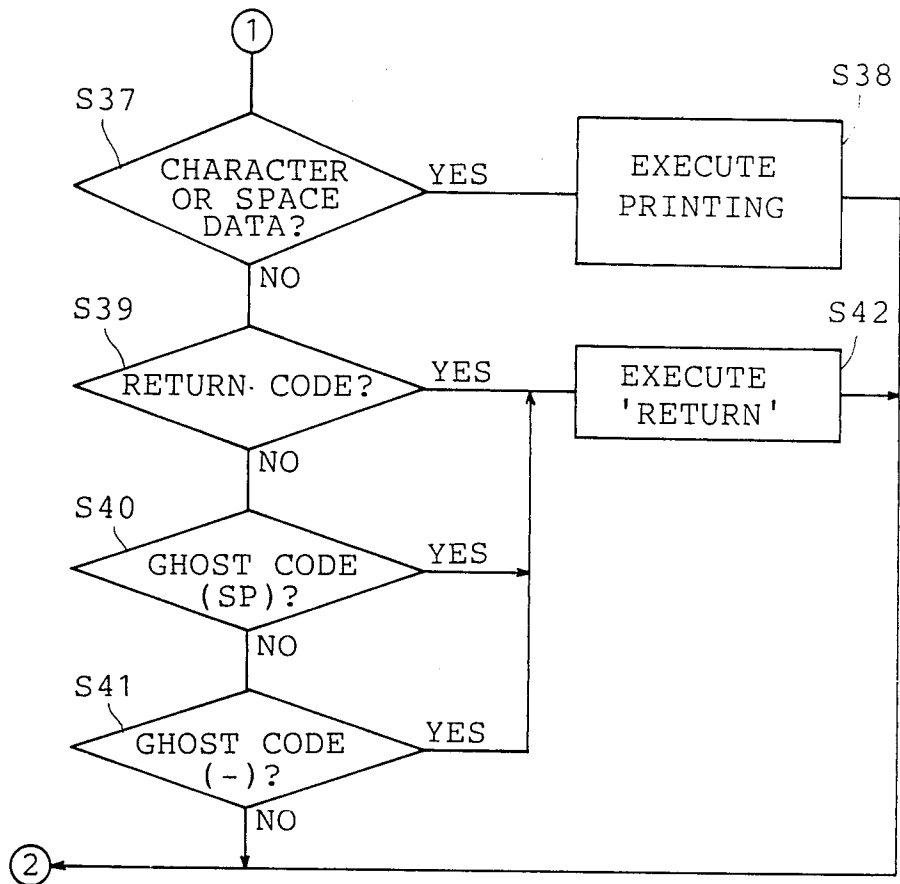 1
S37
CHARACTER
OR SPACE
DATA?
YES
S38
EXECUTE
PRINTING
NO
S39
RETURN CODE?
YES
S42
EXECUTE
'RETURN'
NO
S40
GHOST CODE
(SP)?
YES
NO
S41
GHOST CODE
(-)?
YES
NO
2